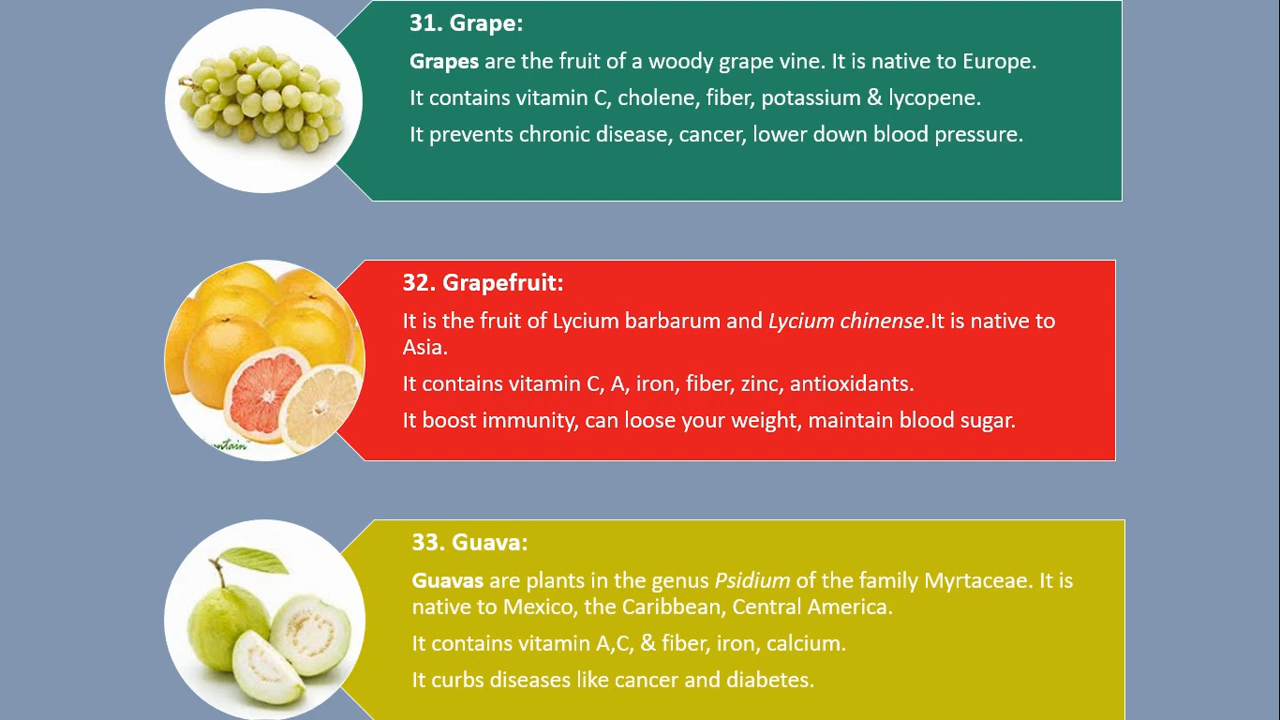 31. Grape:
Grapes are the fruit of a woody grape vine. It is native to Europe.
It contains vitamin C, cholene, fiber, potassium & lycopene.
It prevents chronic disease, cancer, lower down blood pressure.
32. Grapefruit:
It is the fruit of Lycium barbarum and Lycium chinense.It is native to
Asia.
It contains vitamin C, A, iron, fiber, zinc, antioxidants.
It boost immunity, can loose your weight, maintain blood sugar.
33. Guava:
Guavas are plants in the genus Psidium of the family Myrtaceae. It is
native to Mexico, the Caribbean, Central America.
It contains vitamin A,C, & fiber, iron, calcium.
It curbs diseases like cancer and diabetes.